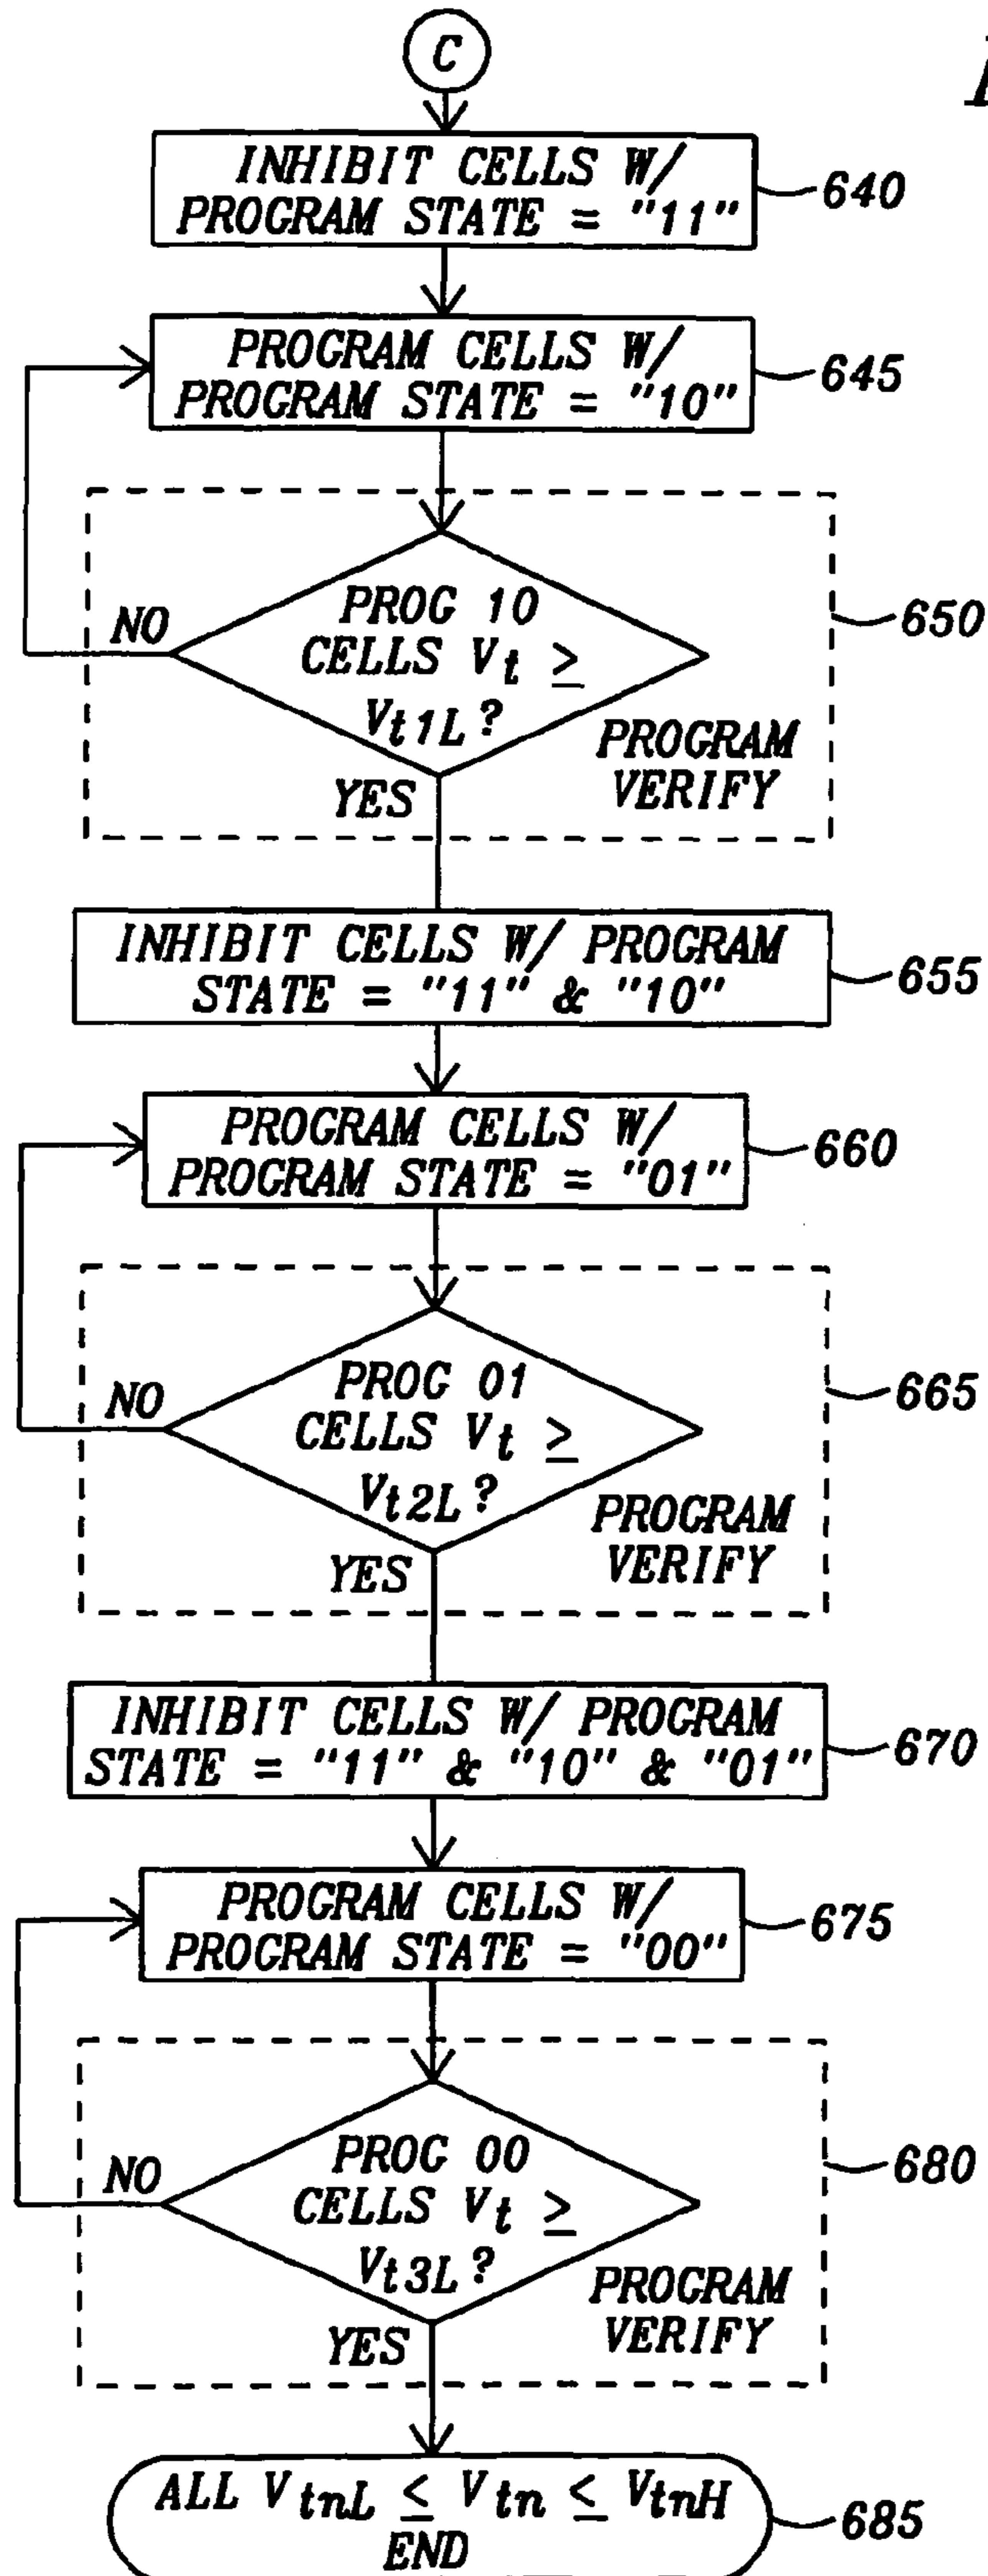 C
INHIBIT CELLS W/
PROGRAM STATE = "11"
640
PROGRAM CELLS W/
PROGRAM STATE = "10"
645
PROG 10
CELLS Vt ≥
Vt1L?
NO
YES
PROGRAM
VERIFY
650
INHIBIT CELLS W/ PROGRAM
STATE = "11" & "10"
655
PROGRAM CELLS W/
PROGRAM STATE = "01"
660
PROG 01
CELLS Vt ≥
Vt2L?
NO
YES
PROGRAM
VERIFY
665
INHIBIT CELLS W/ PROGRAM
STATE = "11" & "10" & "01"
670
PROGRAM CELLS W/
PROGRAM STATE = "00"
675
PROG 00
CELLS Vt ≥
Vt3L?
NO
YES
PROGRAM
VERIFY
680
ALL VtnL ≤ Vtn ≤ VtnH
END
685